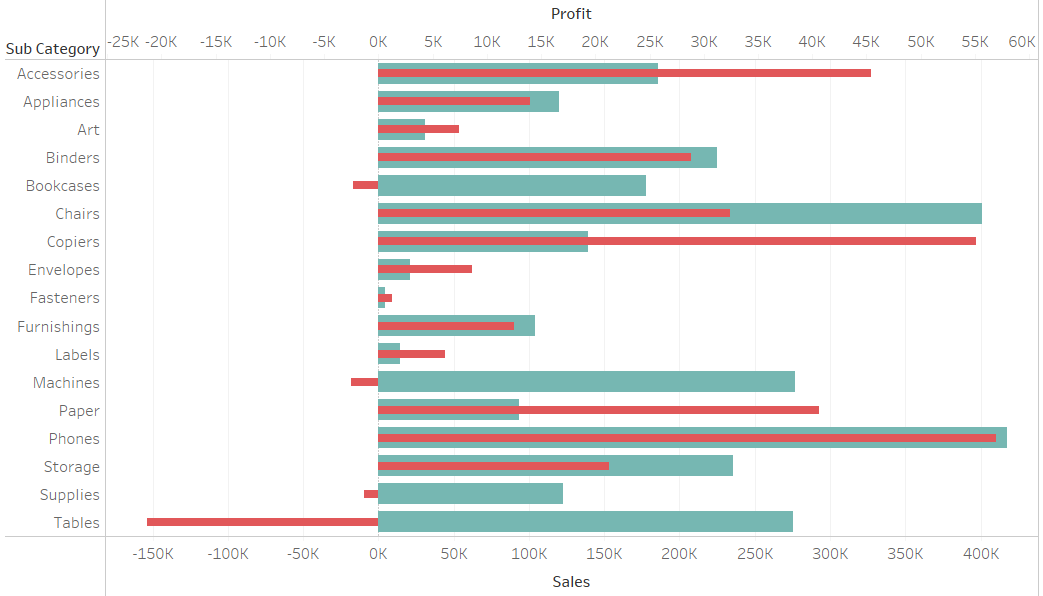 Profit
Sub Category -25K -20K -15K -10K -5K 0K 5K 10K 15K 20K 25K 30K 35K 40K 45K 50K 55K 60K
Accessories
Appliances
Art
Binders
Bookcases
Chairs
Copiers
Envelopes
Fasteners
Furnishings
Labels
Machines
Paper
Phones
Storage
Supplies
Tables
-150K -100K -50K 0K 50K 100K 150K 200K 250K 300K 350K 400K
Sales